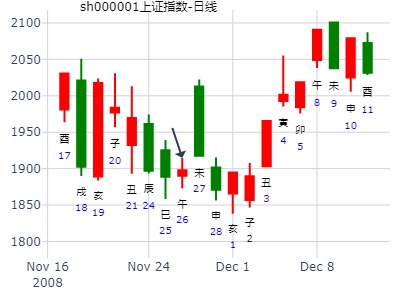 sh000001上证指数-日线
2100
2050
2000
1950
1900
1850
1800
酉
17
戌
18
亥
19
子
20
丑
21
辰
24
巳
25
午
26
未
27
申
28
亥
1
子
2
丑
3
寅
4
卯
5
午
8
未
9
申
10
酉
11
Nov 16
2008
Nov 24
Dec 1
Dec 8